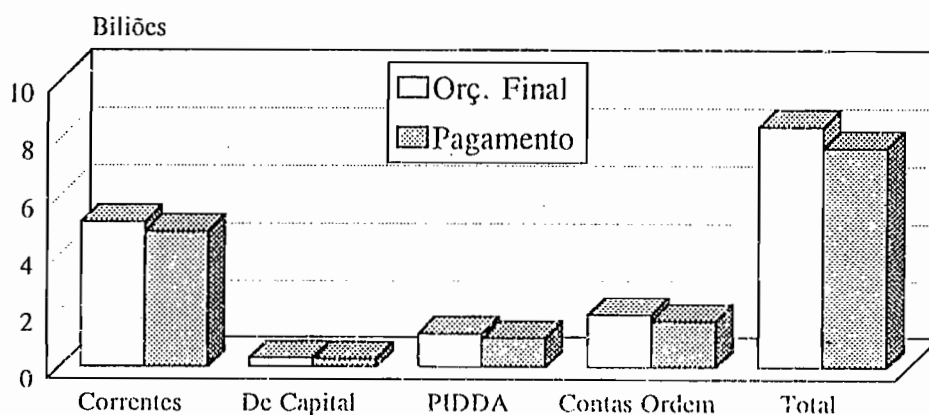 Biliões
Orç. Final
Pagamento
10
8
6
4
2
0
Correntes De Capital PIDDA Contas Ordem Total